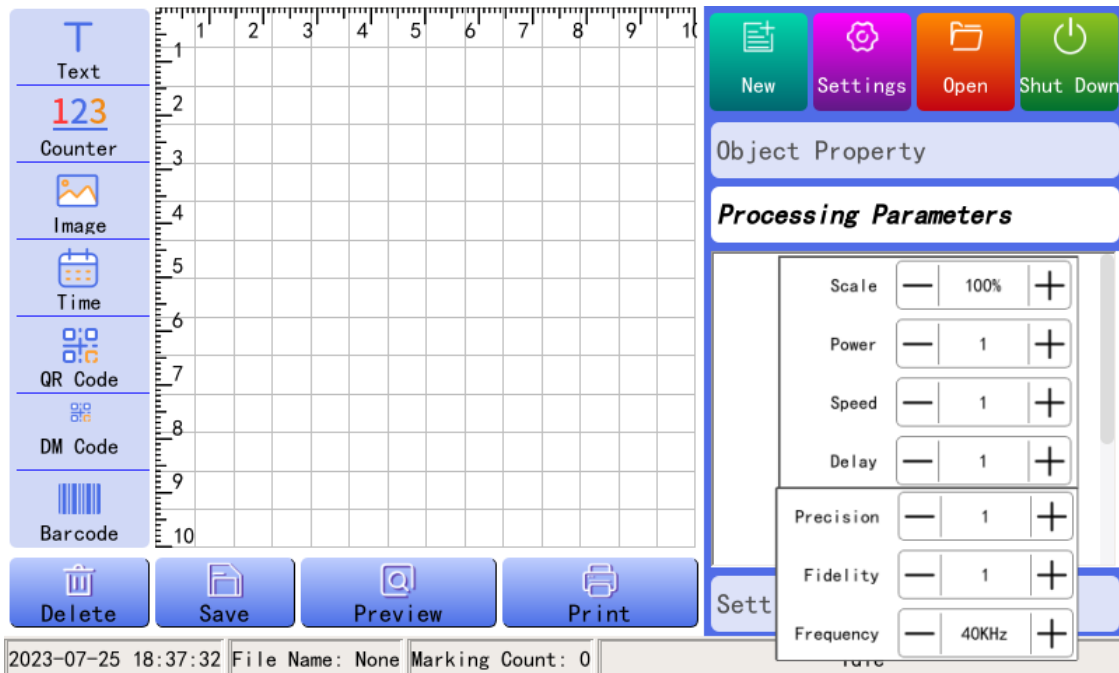 Text
123
Counter
Image
Time
QR Code
DM Code
Barcode
1 2 3 4 5 6 7 8 9 10
1
2
3
4
5
6
7
8
9
10
New Settings Open Shut Down
Object Property
Processing Parameters
Scale 100%
Power 1
Speed 1
Delay 1
Precision 1
Fidelity 1
Frequency 40KHz
Sett
Delete Save Preview Print
2023-07-25 18:37:32 File Name: None Marking Count: 0 Idle